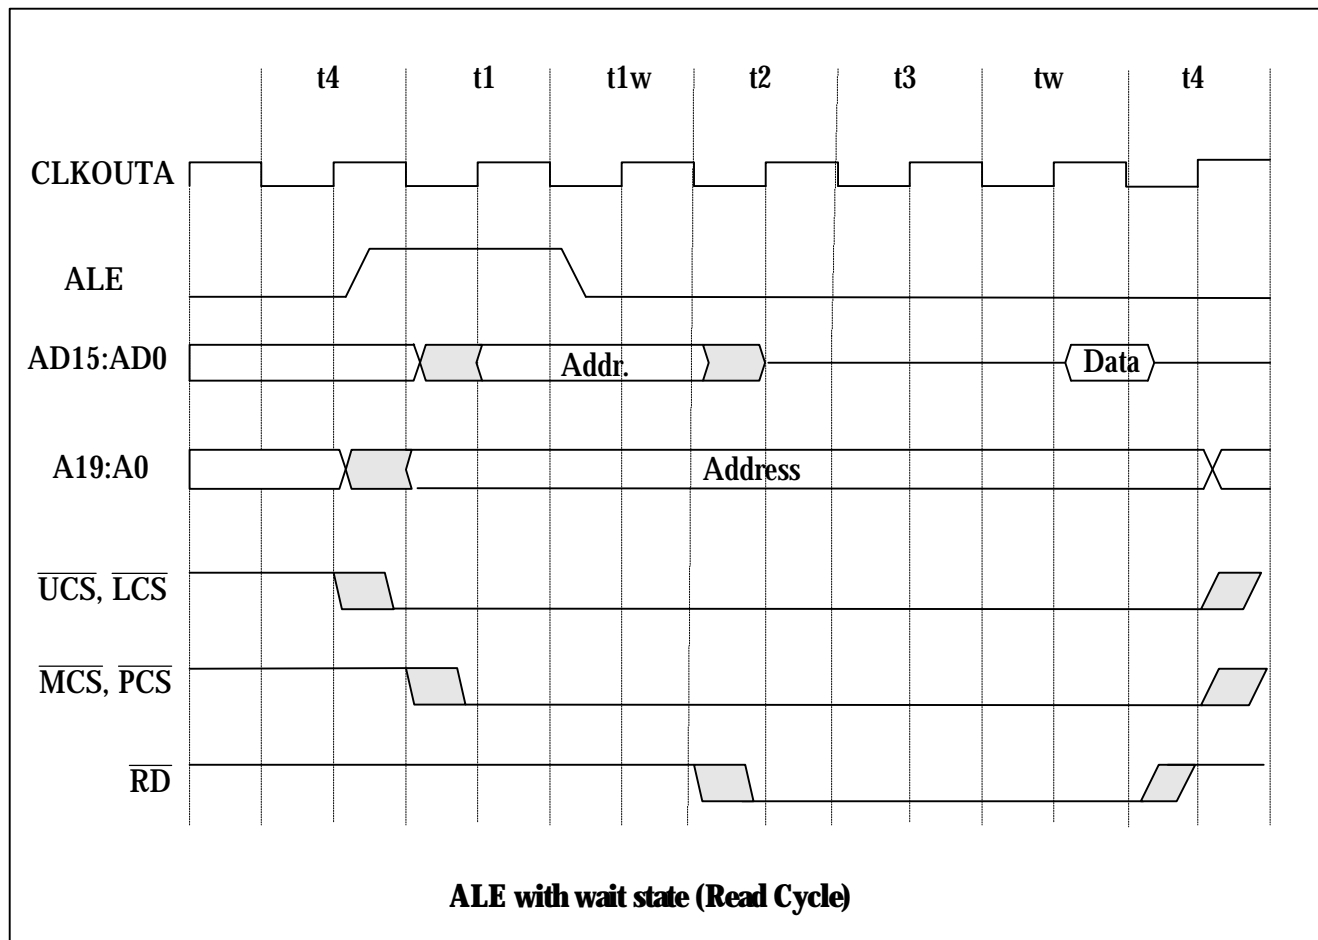 t4 t1 t1w t2 t3 tw t4
CLKOUTA
ALE
AD15:AD0 Addr. Data
A19:A0 Address
UCS, LCS
MCS, PCS
RD
ALE with wait state (Read Cycle)